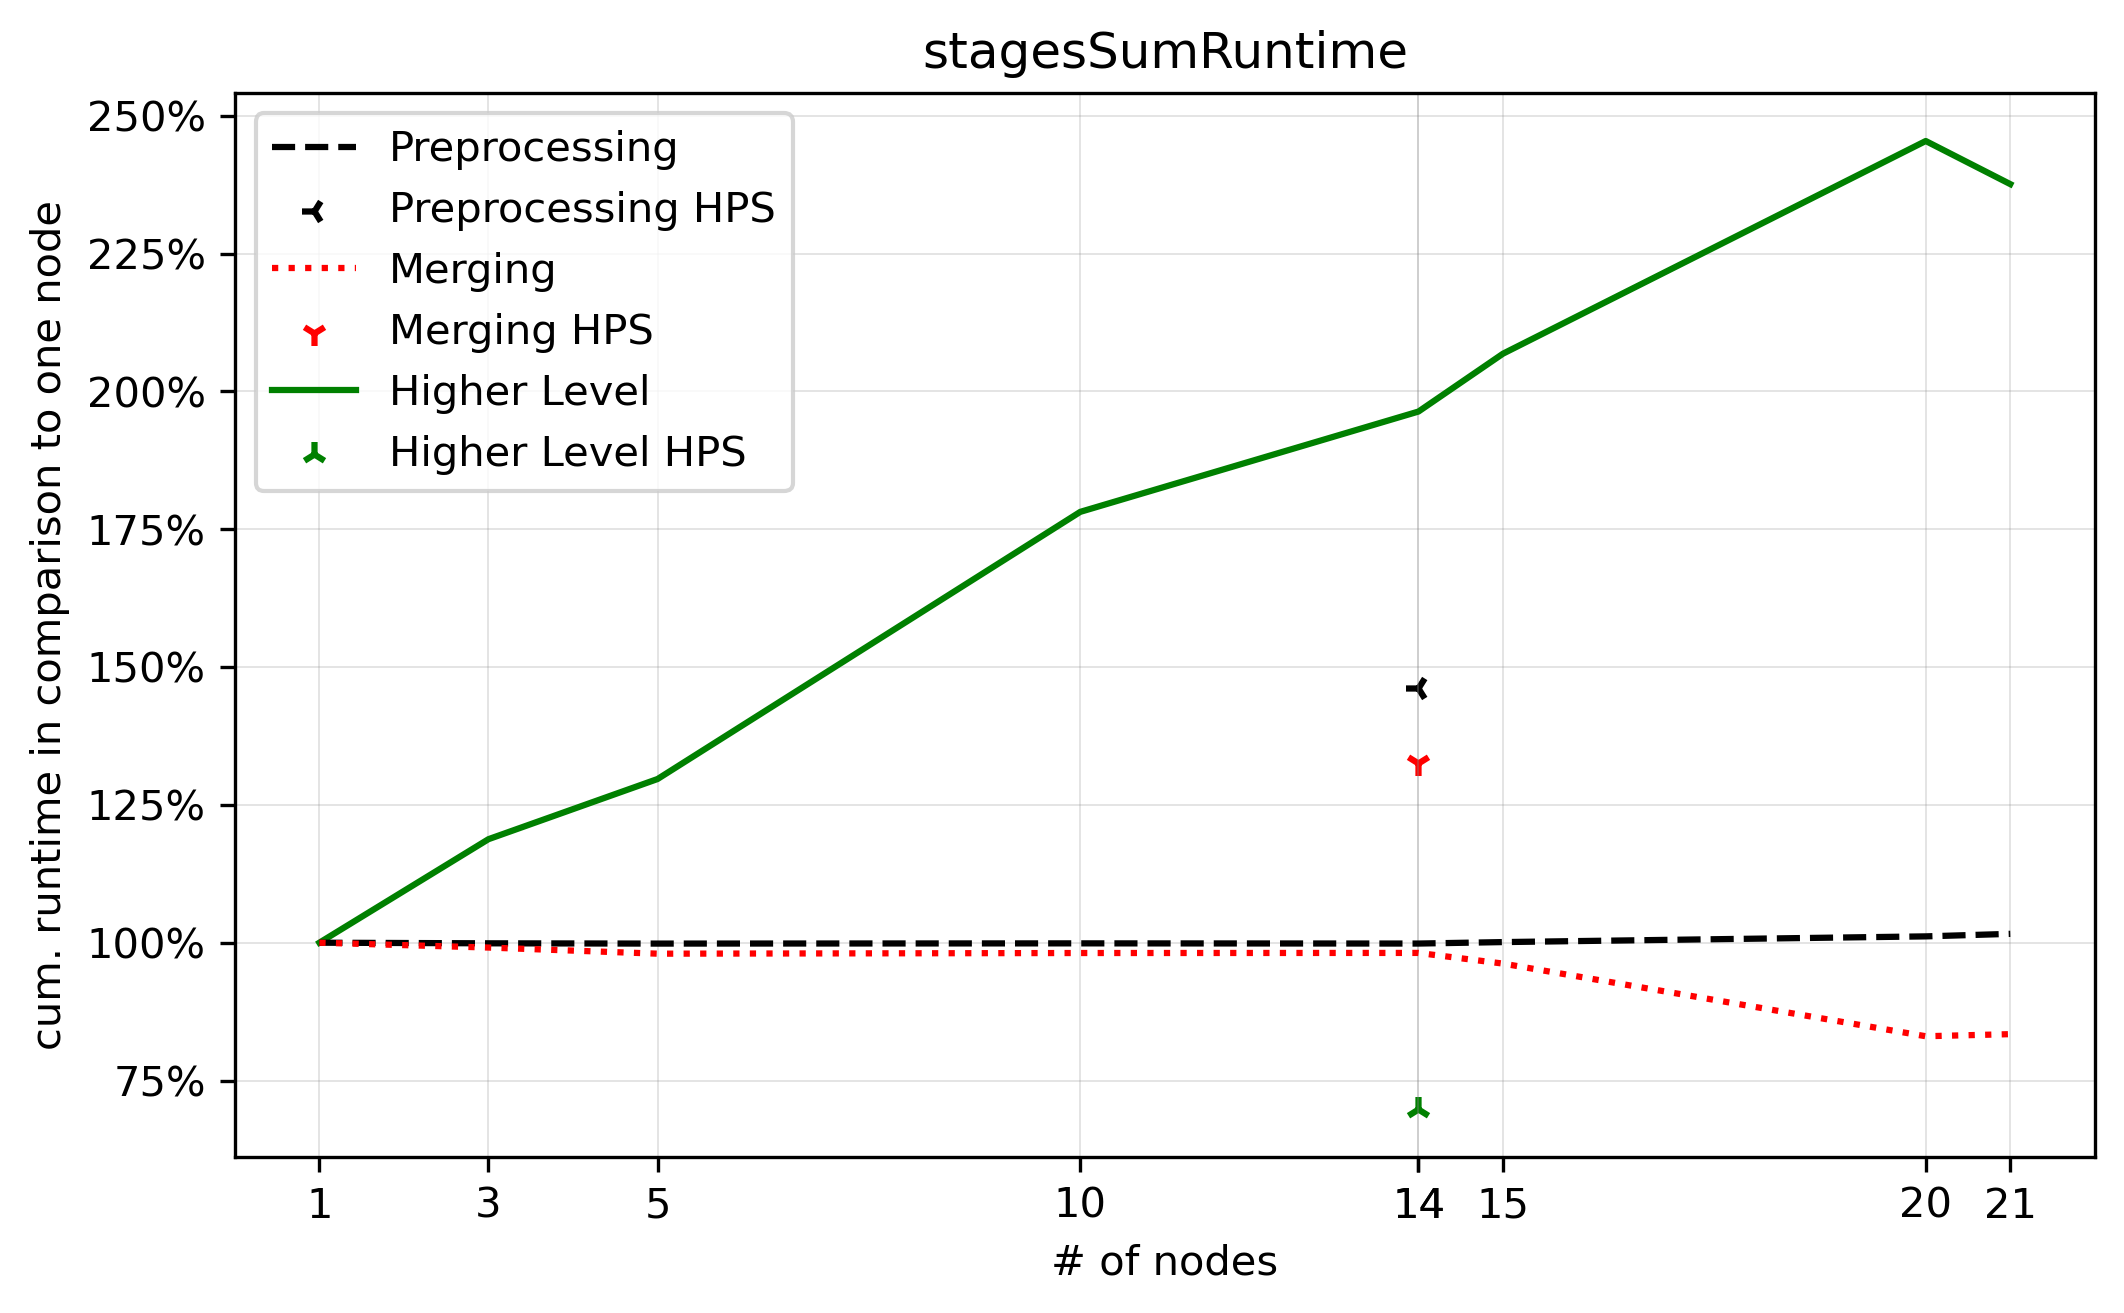 stagesSumRuntime
cum. runtime in comparison to one node
250%
225%
200%
175%
150%
125%
100%
75%
Preprocessing
Preprocessing HPS
Merging
Merging HPS
Higher Level
Higher Level HPS
1 3 5 10 14 15 20 21
# of nodes